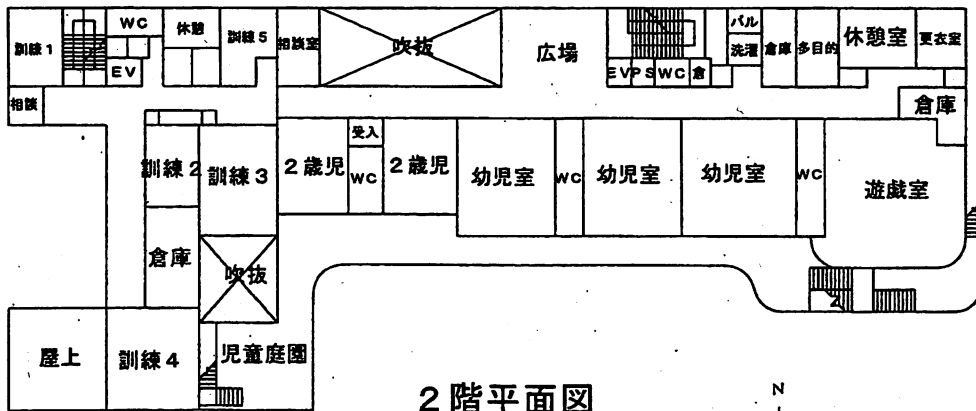 訓練1
WC
EV
休憩
訓練5
相談室
吹抜
広場
EV
PS
WC
倉
パル
洗濯
倉庫
多目的
休憩室
更衣室
相談
倉庫
訓練2
訓練3
2歳児
受入
WC
2歳児
幼児室
WC
幼児室
幼児室
WC
遊戯室
倉庫
吹抜
屋上
訓練4
児童庭園
2階平面図
N